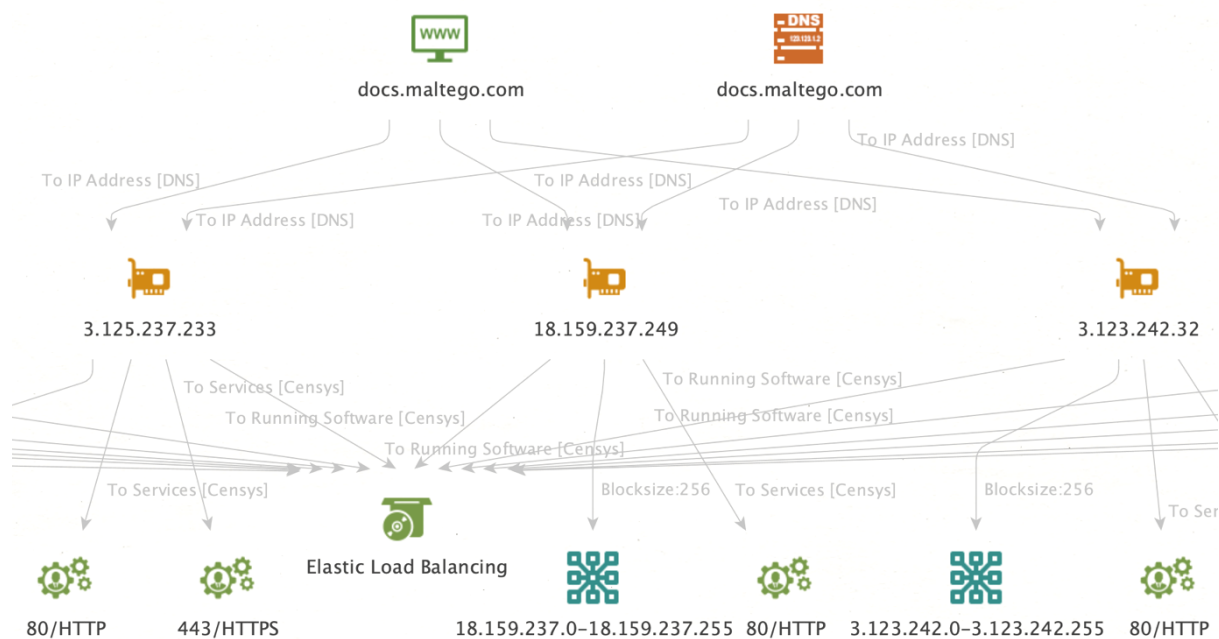 WWW
DNS
123.123.1.2
docs.maltego.com
docs.maltego.com
To IP Address [DNS]
To IP Address [DNS]
To IP Address [DNS]
To IP Address [DNS]
To IP Address [DNS]
To IP Address [DNS]
3.125.237.233
18.159.237.249
3.123.242.32
To Services [Censys]
To Running Software [Censys]
To Running Software [Censys]
To Running Software [Censys]
To Running Software [Censys]
To Services [Censys]
Blocksize:256
To Services [Censys]
Blocksize:256
To Ser
Elastic Load Balancing
80/HTTP
443/HTTPS
18.159.237.0-18.159.237.255
80/HTTP
3.123.242.0-3.123.242.255
80/HTTP